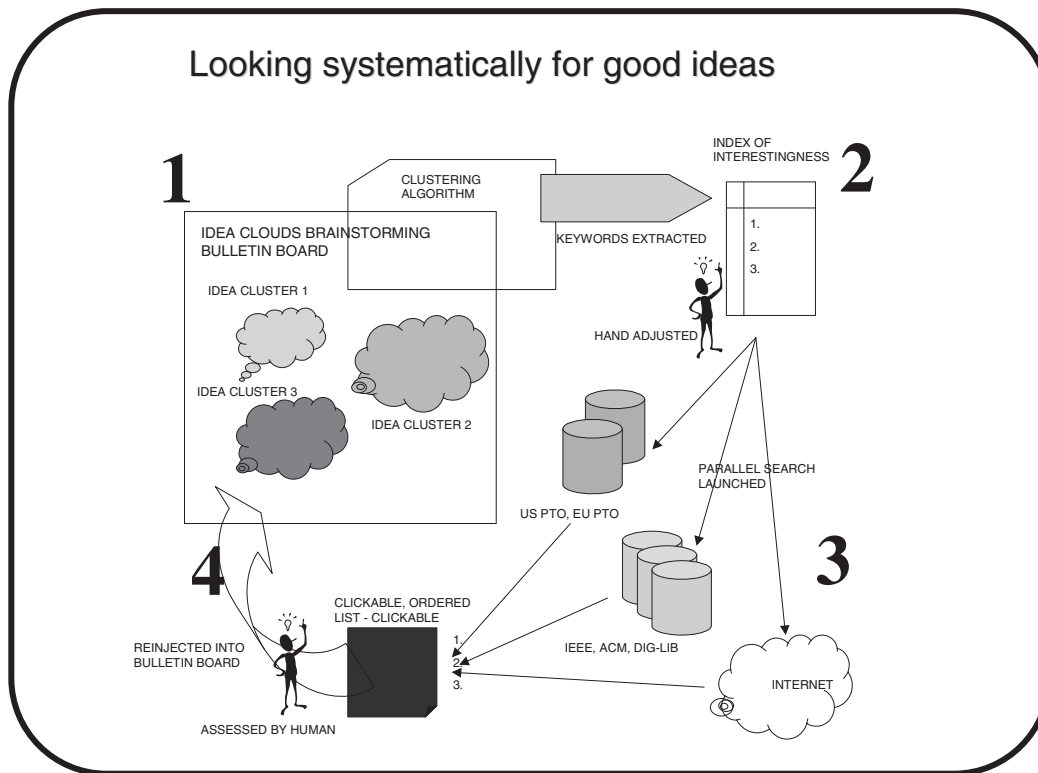 Looking systematically for good ideas
1
CLUSTERING
ALGORITHM
INDEX OF
INTERESTINGNESS
2
IDEA CLOUDS BRAINSTORMING
BULLETIN BOARD
KEYWORDS EXTRACTED
1.
2.
3.
HAND ADJUSTED
IDEA CLUSTER 1
IDEA CLUSTER 3
IDEA CLUSTER 2
PARALLEL SEARCH
LAUNCHED
US PTO, EU PTO
3
IEEE, ACM, DIG-LIB
INTERNET
4
CLICKABLE, ORDERED
LIST - CLICKABLE
1.
2.
3.
REINJECTED INTO
BULLETIN BOARD
ASSESSED BY HUMAN